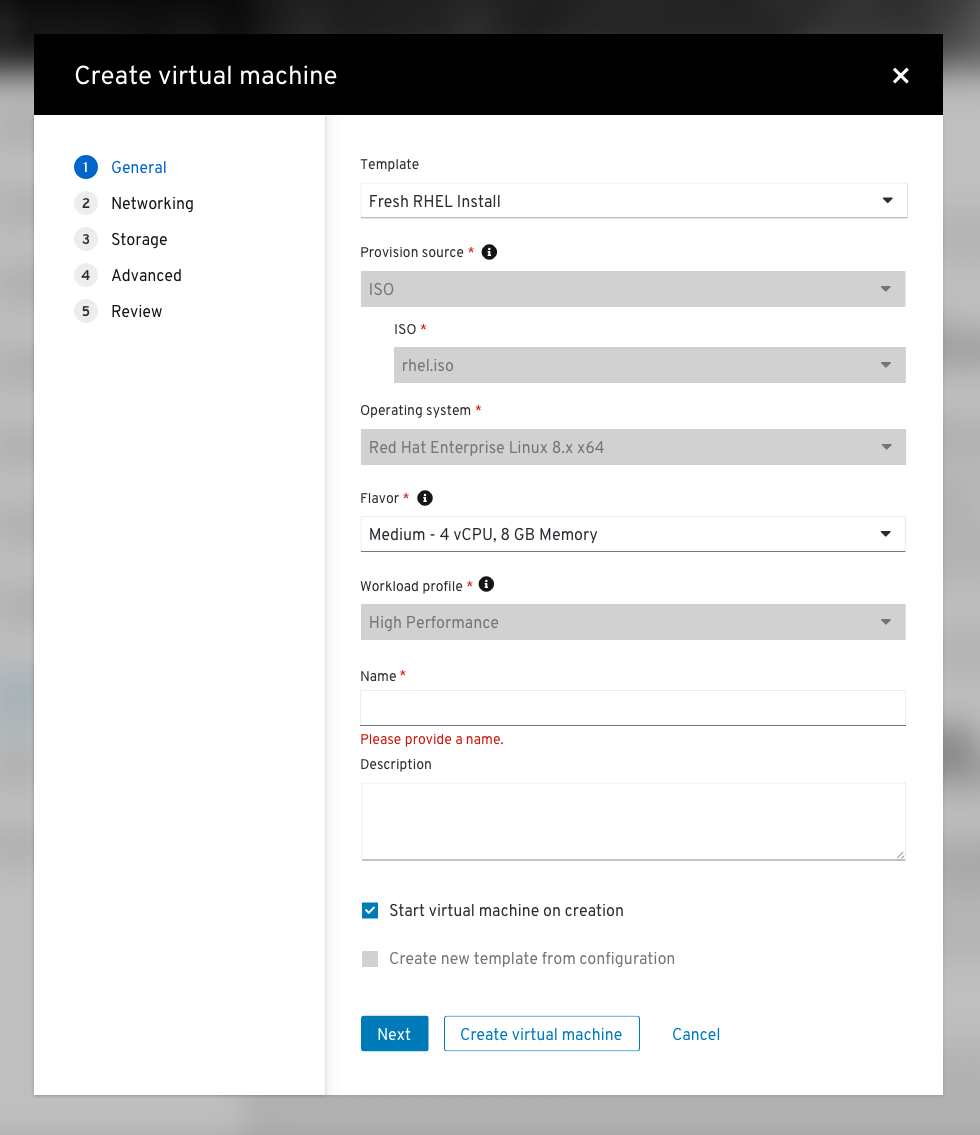 Create virtual machine
1 General
2 Networking
3 Storage
4 Advanced
5 Review
Template
Fresh RHEL Install
Provision source *
ISO
ISO *
rhel.iso
Operating system *
Red Hat Enterprise Linux 8.x x64
Flavor *
Medium - 4 vCPU, 8 GB Memory
Workload profile *
High Performance
Name *
Please provide a name.
Description
Start virtual machine on creation
Create new template from configuration
Next Create virtual machine Cancel